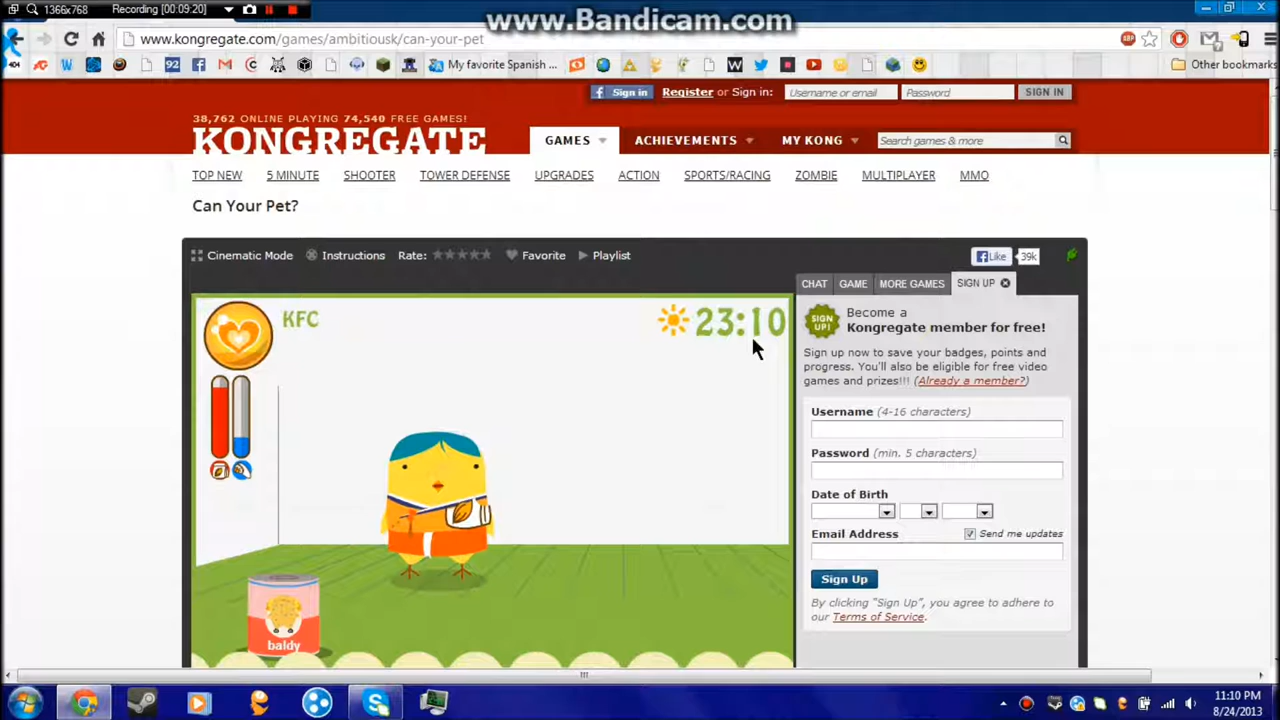 1366x768 Recording [00:09:20]
www.Bandicam.com
www.kongregate.com/games/ambitiousk/can-your-pet
ABP
404
92
My favorite Spanish ...
Other bookmarks
Sign in Register or Sign in: Username or email Password SIGN IN
38,762 ONLINE PLAYING 74,540 FREE GAMES!
KONGREGATE
GAMES ACHIEVEMENTS MY KONG Search games & more
TOP NEW 5 MINUTE SHOOTER TOWER DEFENSE UPGRADES ACTION SPORTS/RACING ZOMBIE MULTIPLAYER MMO
Can Your Pet?
Cinematic Mode Instructions Rate: Favorite Playlist Like 39k
CHAT GAME MORE GAMES SIGN UP
KFC
23:10
baldy
SIGN UP!
Become a
Kongregate member for free!
Sign up now to save your badges, points and
progress. You'll also be eligible for free video
games and prizes!!! (Already a member?)
Username (4-16 characters)
Password (min. 5 characters)
Date of Birth
Email Address Send me updates
Sign Up
By clicking "Sign Up", you agree to adhere to
our Terms of Service.
11:10 PM
8/24/2013